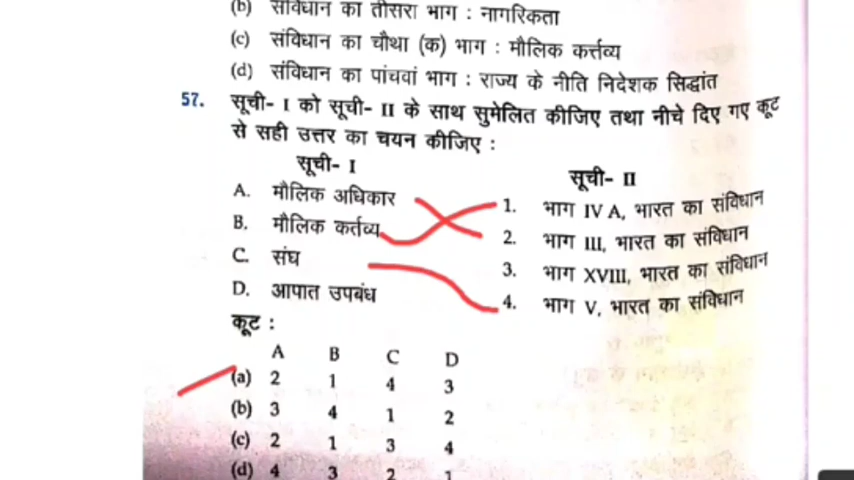 (b) संविधान का तीसरा भाग : नागरिकता
(c) संविधान का चौथा (क) भाग : मौलिक कर्त्तव्य
(d) संविधान का पांचवां भाग : राज्य के नीति निदेशक सिद्धांत
57. सूची- I को सूची- II के साथ सुमेलित कीजिए तथा नीचे दिए गए कूट
से सही उत्तर का चयन कीजिए :
सूची- I सूची- II
A. मौलिक अधिकार 1. भाग IV A, भारत का संविधान
B. मौलिक कर्तव्य 2. भाग III, भारत का संविधान
C. संघ 3. भाग XVIII, भारत का संविधान
D. आपात उपबंध 4. भाग V, भारत का संविधान
कूट :
A B C D
(a) 2 1 4 3
(b) 3 4 1 2
(c) 2 1 3 4
(d) 4 3 2 1